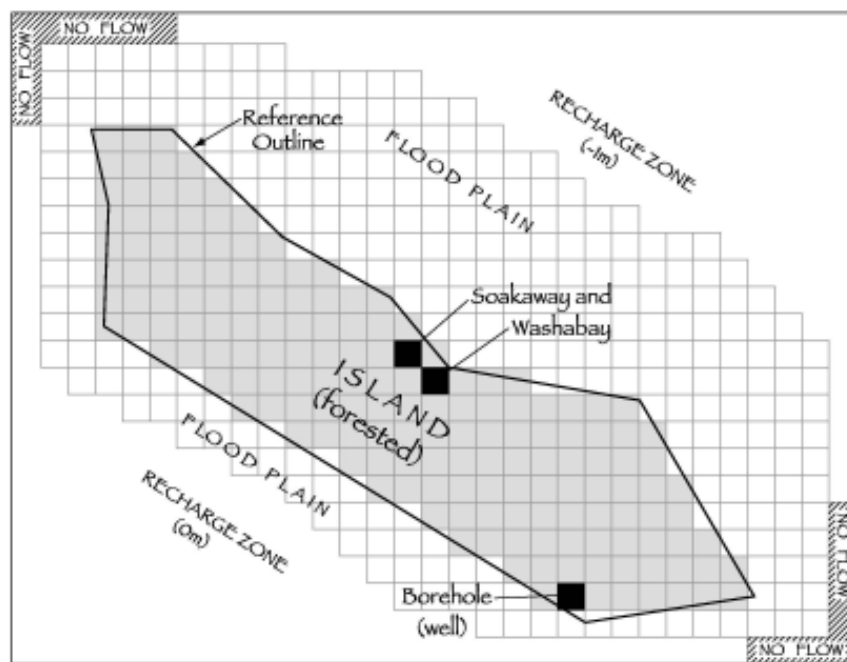 NO FLOW
NO FLOW
Reference
Outline
RECHARGE ZONE
(-1m)
FLOOD PLAIN
Soakaway and
Washabay
ISLAND
(forested)
FLOOD PLAIN
RECHARGE ZONE
(0m)
Borehole
(well)
NO FLOW
NO FLOW